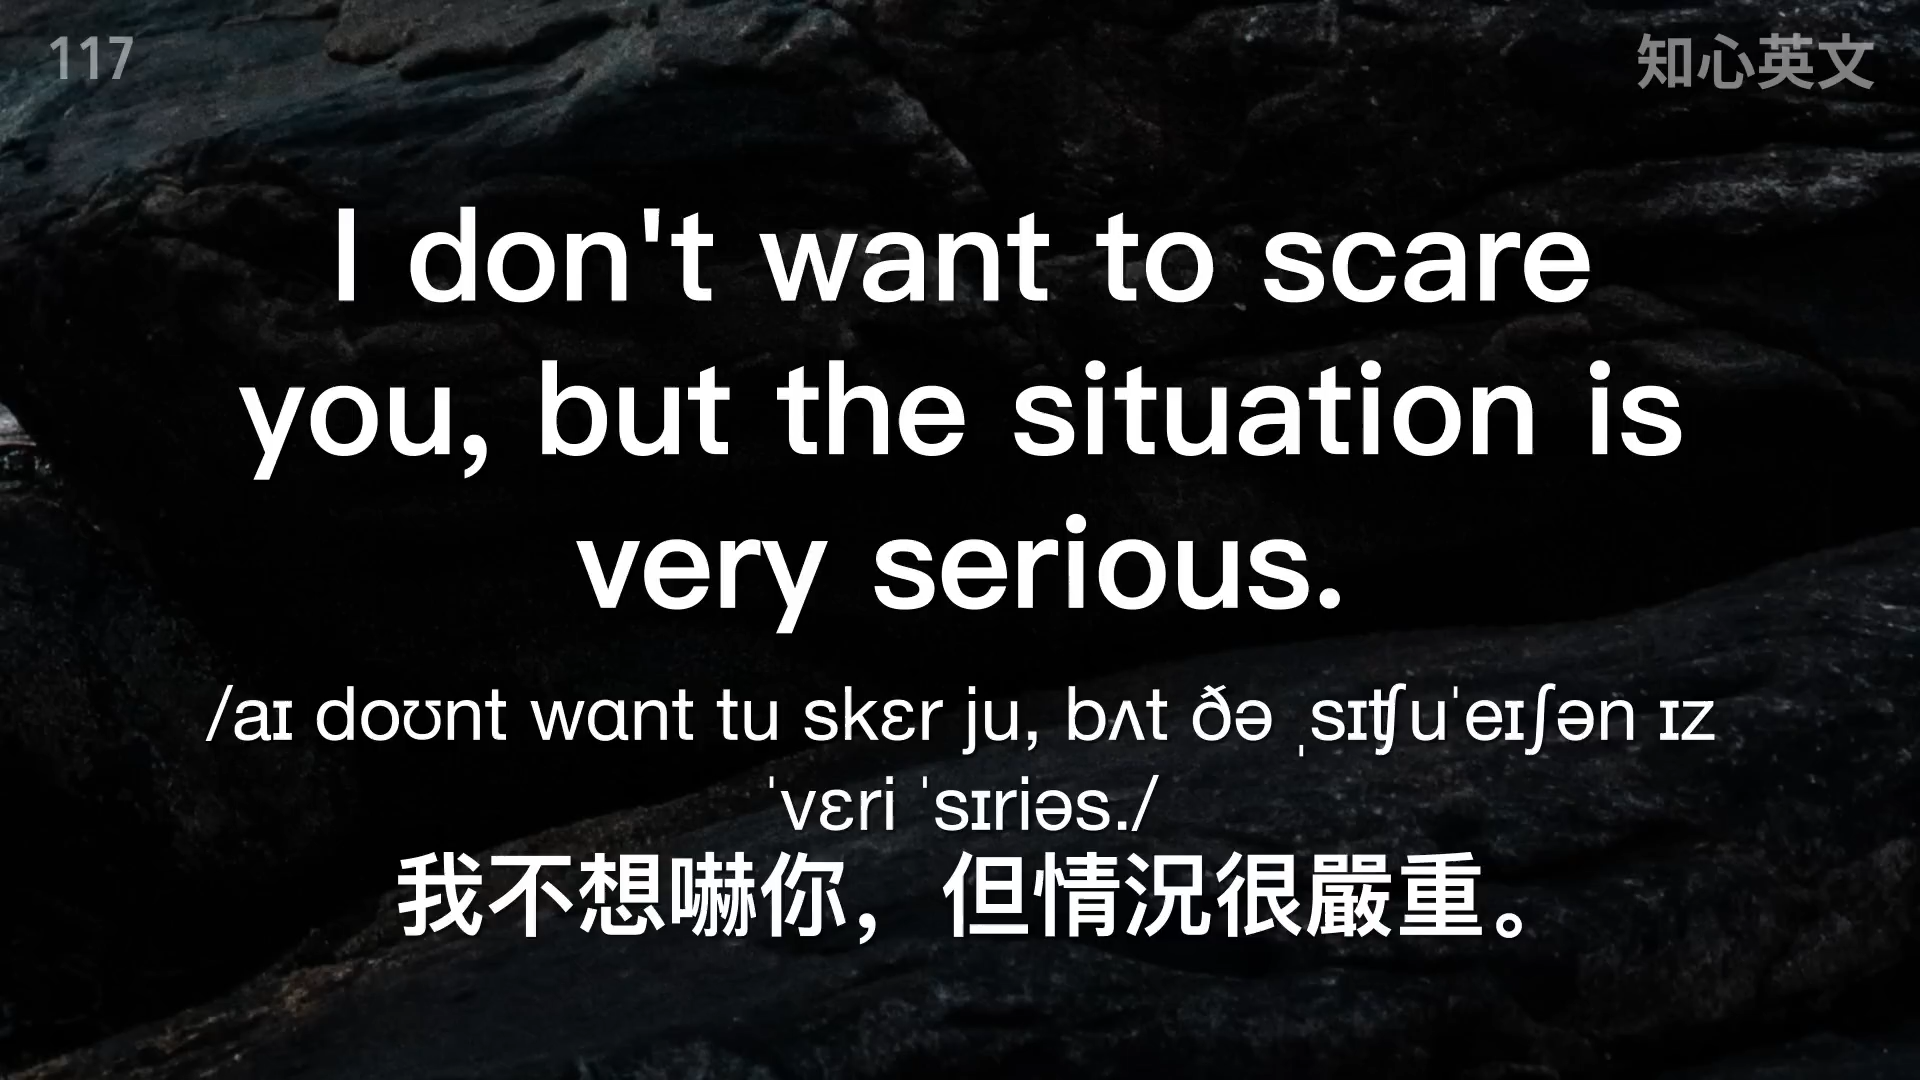 117
知心英文
I don't want to scare
you, but the situation is
very serious.
/aɪ doʊnt wɑnt tu skɛr ju, bʌt ðə ˌsɪʧuˈeɪʃən ɪz
ˈvɛri ˈsɪriəs./
我不想嚇你，但情況很嚴重。